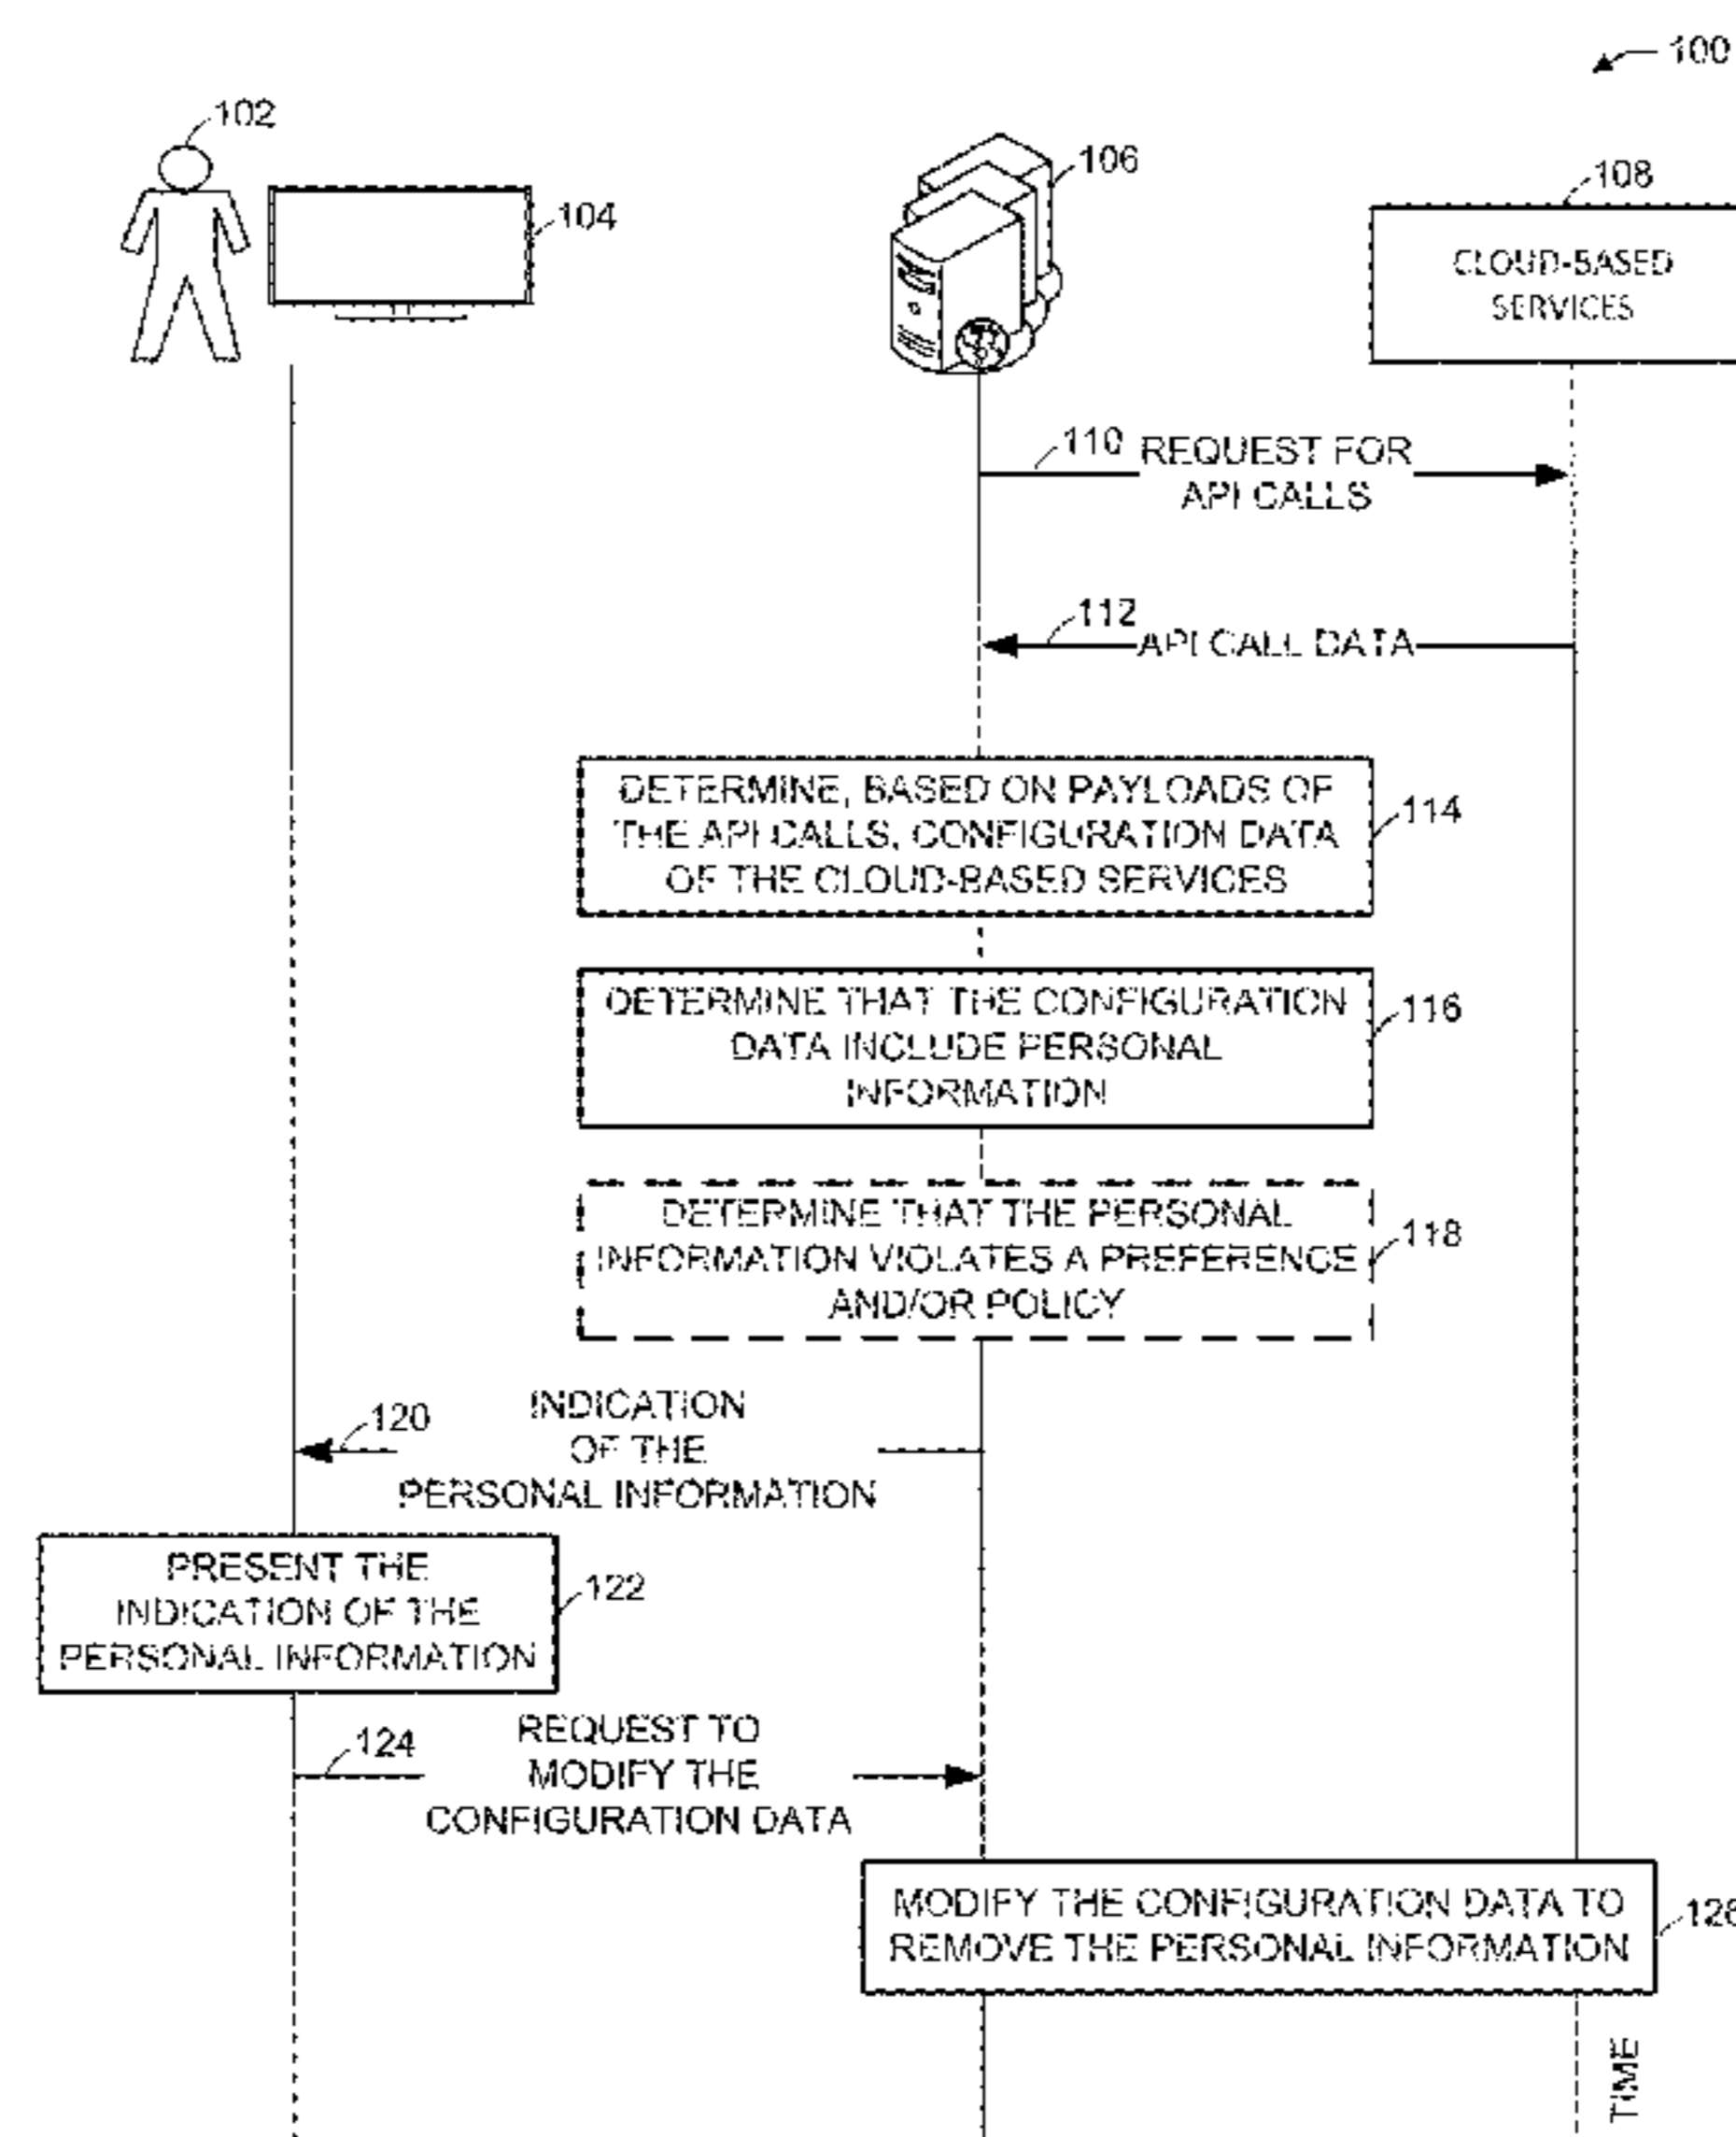 100
102
104
106
108
CLOUD-BASED
SERVICES
110
REQUEST FOR
API CALLS
112
API CALL DATA
DETERMINE, BASED ON PAYLOADS OF
THE API CALLS, CONFIGURATION DATA
OF THE CLOUD-BASED SERVICES
114
DETERMINE THAT THE CONFIGURATION
DATA INCLUDE PERSONAL
INFORMATION
116
DETERMINE THAT THE PERSONAL
INFORMATION VIOLATES A PREFERENCE
AND/OR POLICY
118
120
INDICATION
OF THE
PERSONAL INFORMATION
PRESENT THE
INDICATION OF THE
PERSONAL INFORMATION
122
124
REQUEST TO
MODIFY THE
CONFIGURATION DATA
MODIFY THE CONFIGURATION DATA TO
REMOVE THE PERSONAL INFORMATION
TIME